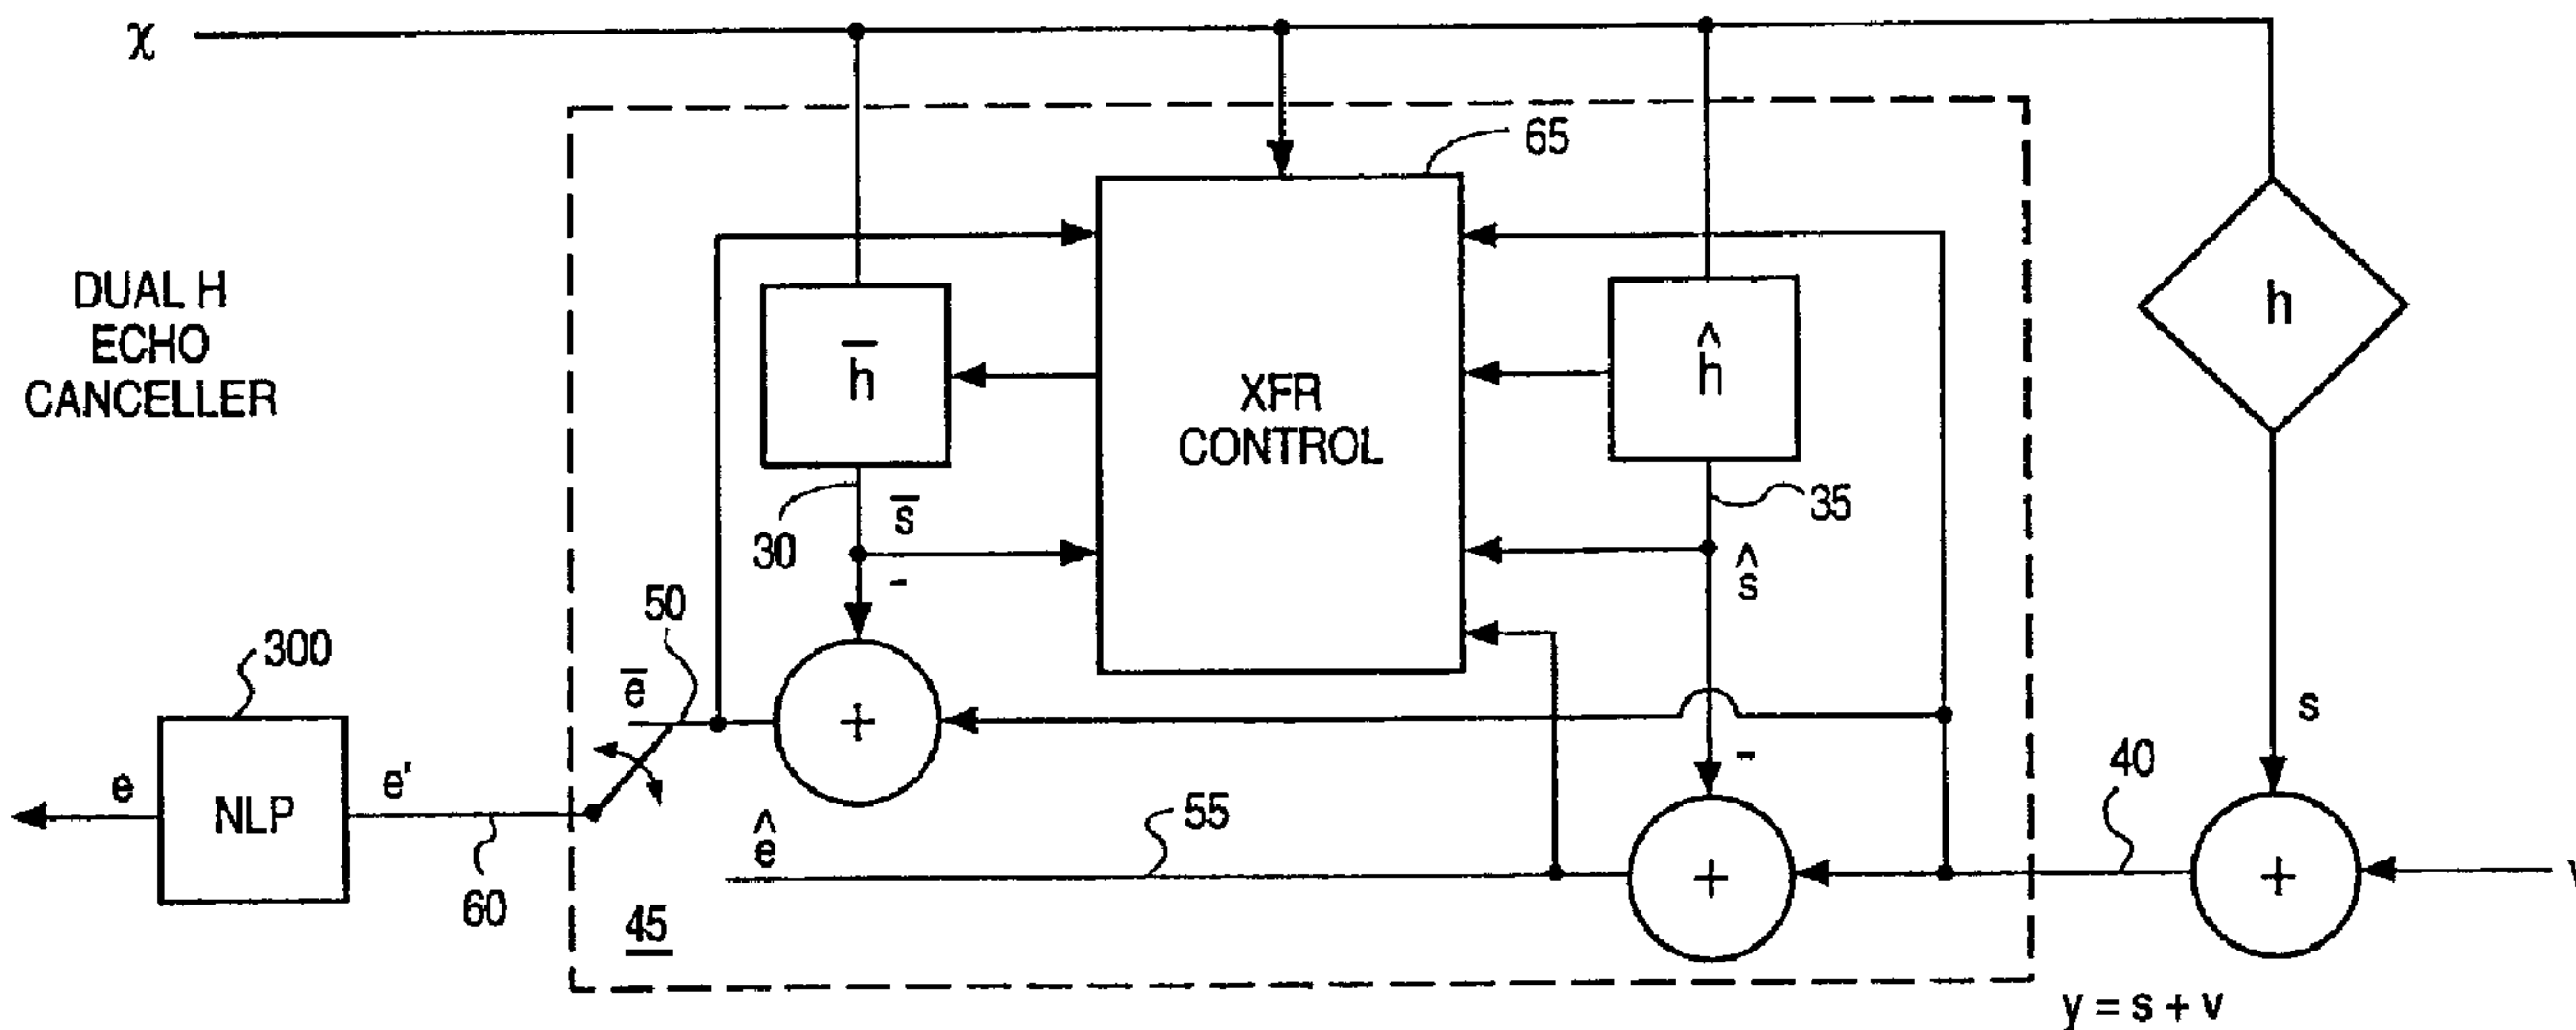 χ
65
DUAL H
ECHO
CANCELLER
h̄
XFR
CONTROL
ĥ
h
30
s̄
35
-
ŝ
50
300
ē
+
s
-
40
e
NLP
e'
ê
55
+
+
v
60
45
y = s + v